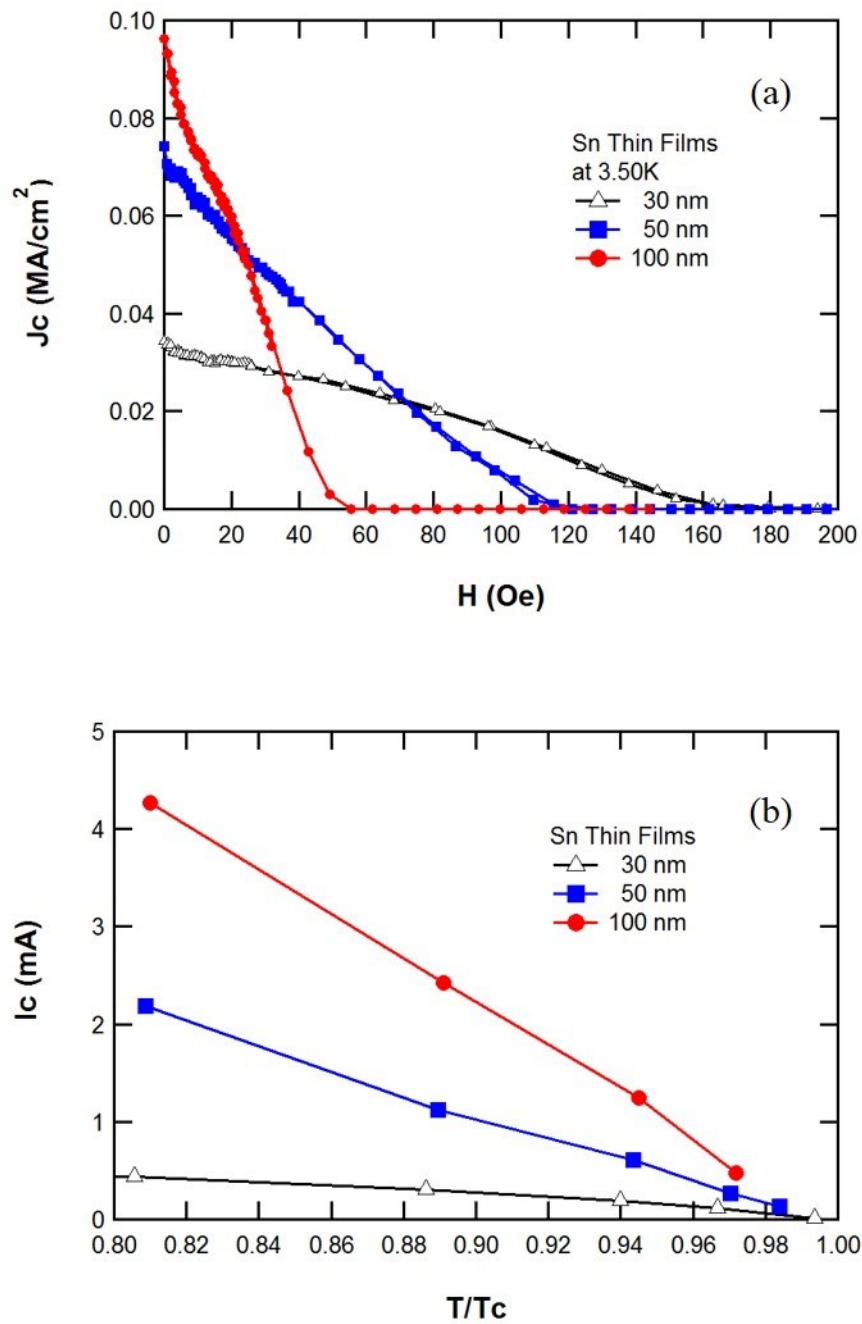 0.10
0.08
0.06
0.04
0.02
0.00
Jc (MA/cm²)
(a)
Sn Thin Films
at 3.50K
30 nm
50 nm
100 nm
0 20 40 60 80 100 120 140 160 180 200
H (Oe)
5
4
3
2
1
0
Ic (mA)
(b)
Sn Thin Films
30 nm
50 nm
100 nm
0.80 0.82 0.84 0.86 0.88 0.90 0.92 0.94 0.96 0.98 1.00
T/Tc